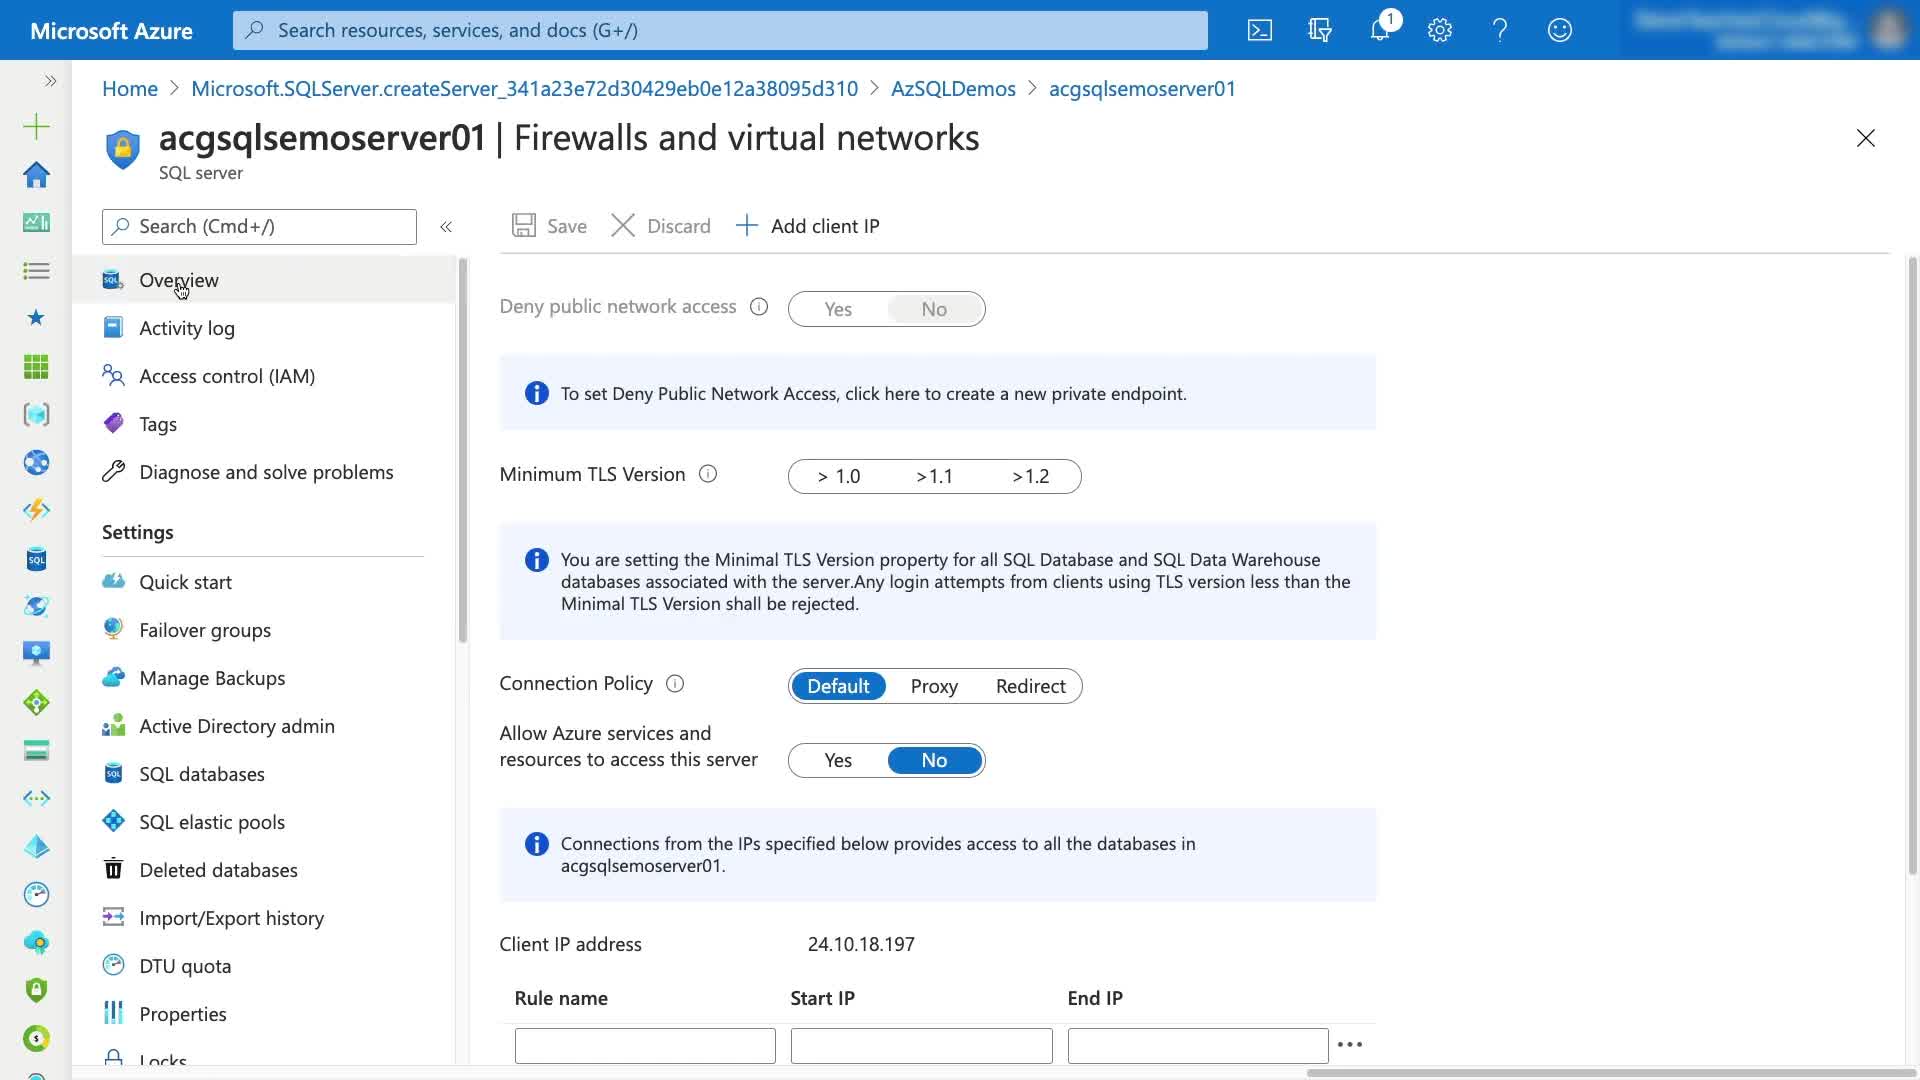 Microsoft Azure
Search resources, services, and docs (G+/)
1
Home > Microsoft.SQLServer.createServer_341a23e72d30429eb0e12a38095d310 > AzSQLDemos > acgsqlsemoserver01
acgsqlsemoserver01 | Firewalls and virtual networks
SQL server
Search (Cmd+/)
«
Save
Discard
Add client IP
Overview
Activity log
Access control (IAM)
Tags
Diagnose and solve problems
Settings
Quick start
Failover groups
Manage Backups
Active Directory admin
SQL databases
SQL elastic pools
Deleted databases
Import/Export history
DTU quota
Properties
Locks
Deny public network access
Yes No
To set Deny Public Network Access, click here to create a new private endpoint.
Minimum TLS Version
> 1.0 >1.1 >1.2
You are setting the Minimal TLS Version property for all SQL Database and SQL Data Warehouse
databases associated with the server.Any login attempts from clients using TLS version less than the
Minimal TLS Version shall be rejected.
Connection Policy
Default Proxy Redirect
Allow Azure services and
resources to access this server
Yes No
Connections from the IPs specified below provides access to all the databases in
acgsqlsemoserver01.
Client IP address 24.10.18.197
Rule name Start IP End IP